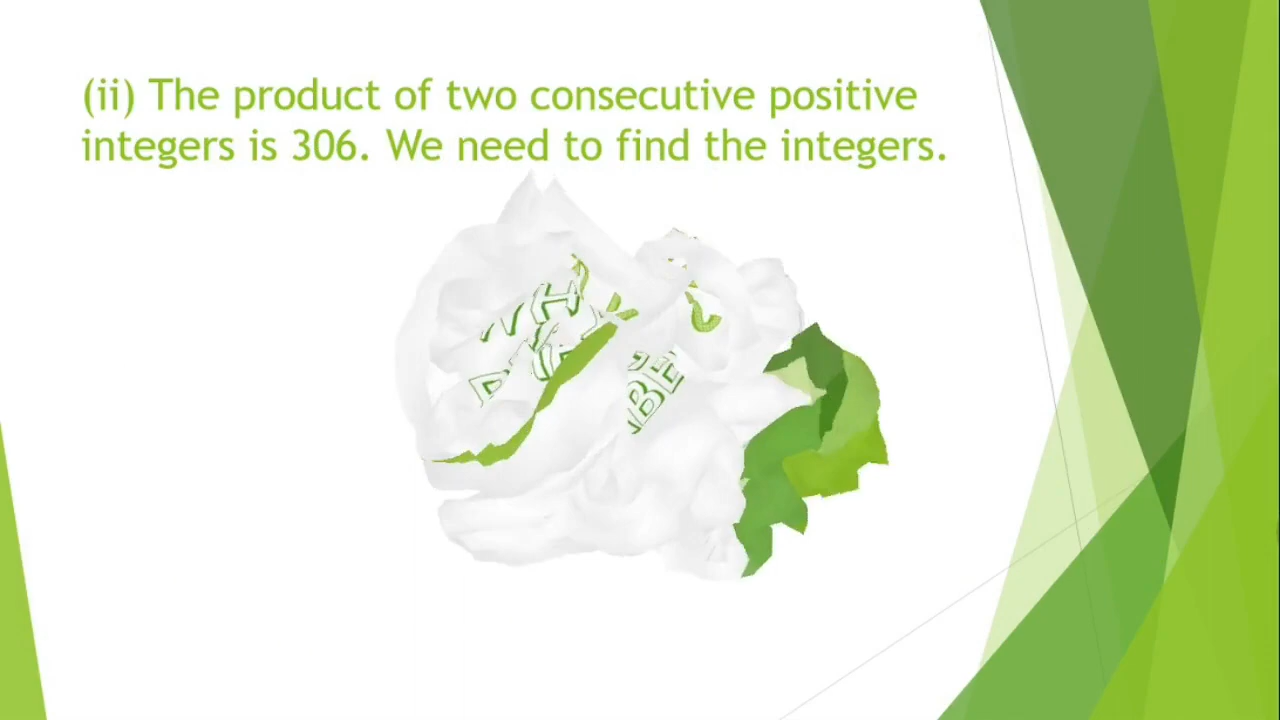 (ii) The product of two consecutive positive
integers is 306. We need to find the integers.